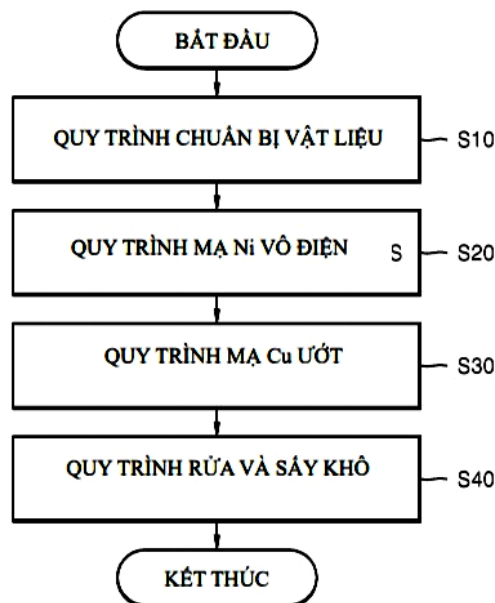 BẮT ĐẦU
QUY TRÌNH CHUẨN BỊ VẬT LIỆU S10
QUY TRÌNH MẠ Ni VÔ ĐIỆN S S20
QUY TRÌNH MẠ Cu ƯỚT S30
QUY TRÌNH RỬA VÀ SẤY KHÔ S40
KẾT THÚC